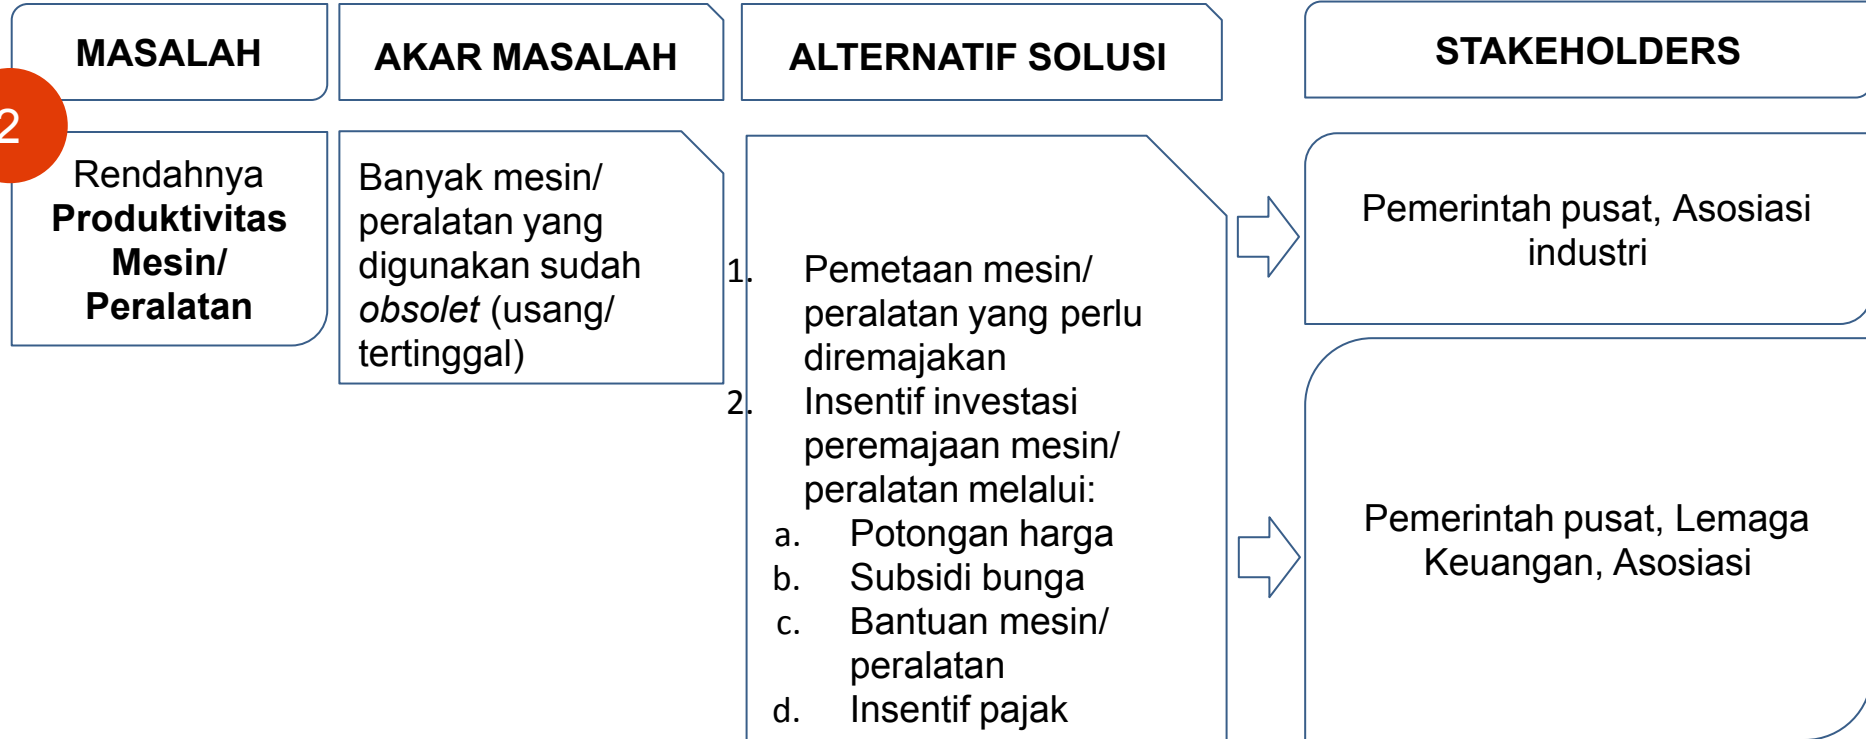 MASALAH
AKAR MASALAH
ALTERNATIF SOLUSI
STAKEHOLDERS
2
Rendahnya
Produktivitas
Mesin/
Peralatan
Banyak mesin/
peralatan yang
digunakan sudah
obsolet (usang/
tertinggal)
1. Pemetaan mesin/
peralatan yang perlu
diremajakan
2. Insentif investasi
peremajaan mesin/
peralatan melalui:
a. Potongan harga
b. Subsidi bunga
c. Bantuan mesin/
peralatan
d. Insentif pajak
Pemerintah pusat, Asosiasi
industri
Pemerintah pusat, Lemaga
Keuangan, Asosiasi